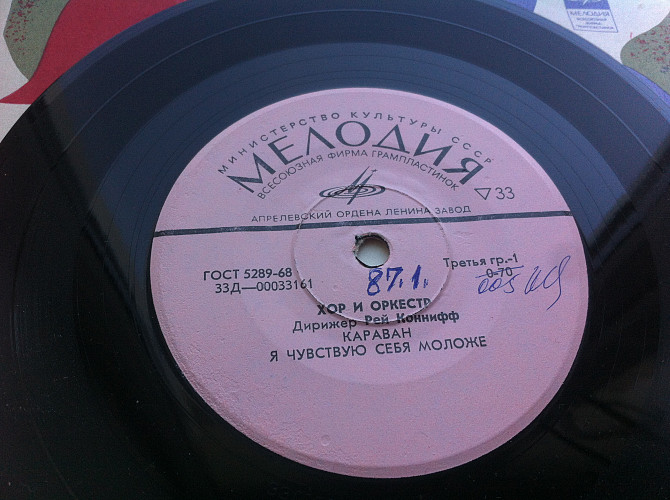 МИНИСТЕРСТВО КУЛЬТУРЫ СССР
МЕЛОДИЯ
ВСЕСОЮЗНАЯ ФИРМА ГРАМПЛАСТИНОК
▽33
АПРЕЛЕВСКИЙ ОРДЕНА ЛЕНИНА ЗАВОД
ГОСТ 5289-68
Третья гр.-1
33Д—00033161
87.1.
0-70
ХОР И ОРКЕСТР
Дирижер Рей Коннифф
КАРАВАН
Я ЧУВСТВУЮ СЕБЯ МОЛОЖЕ
МЕЛОДИЯ